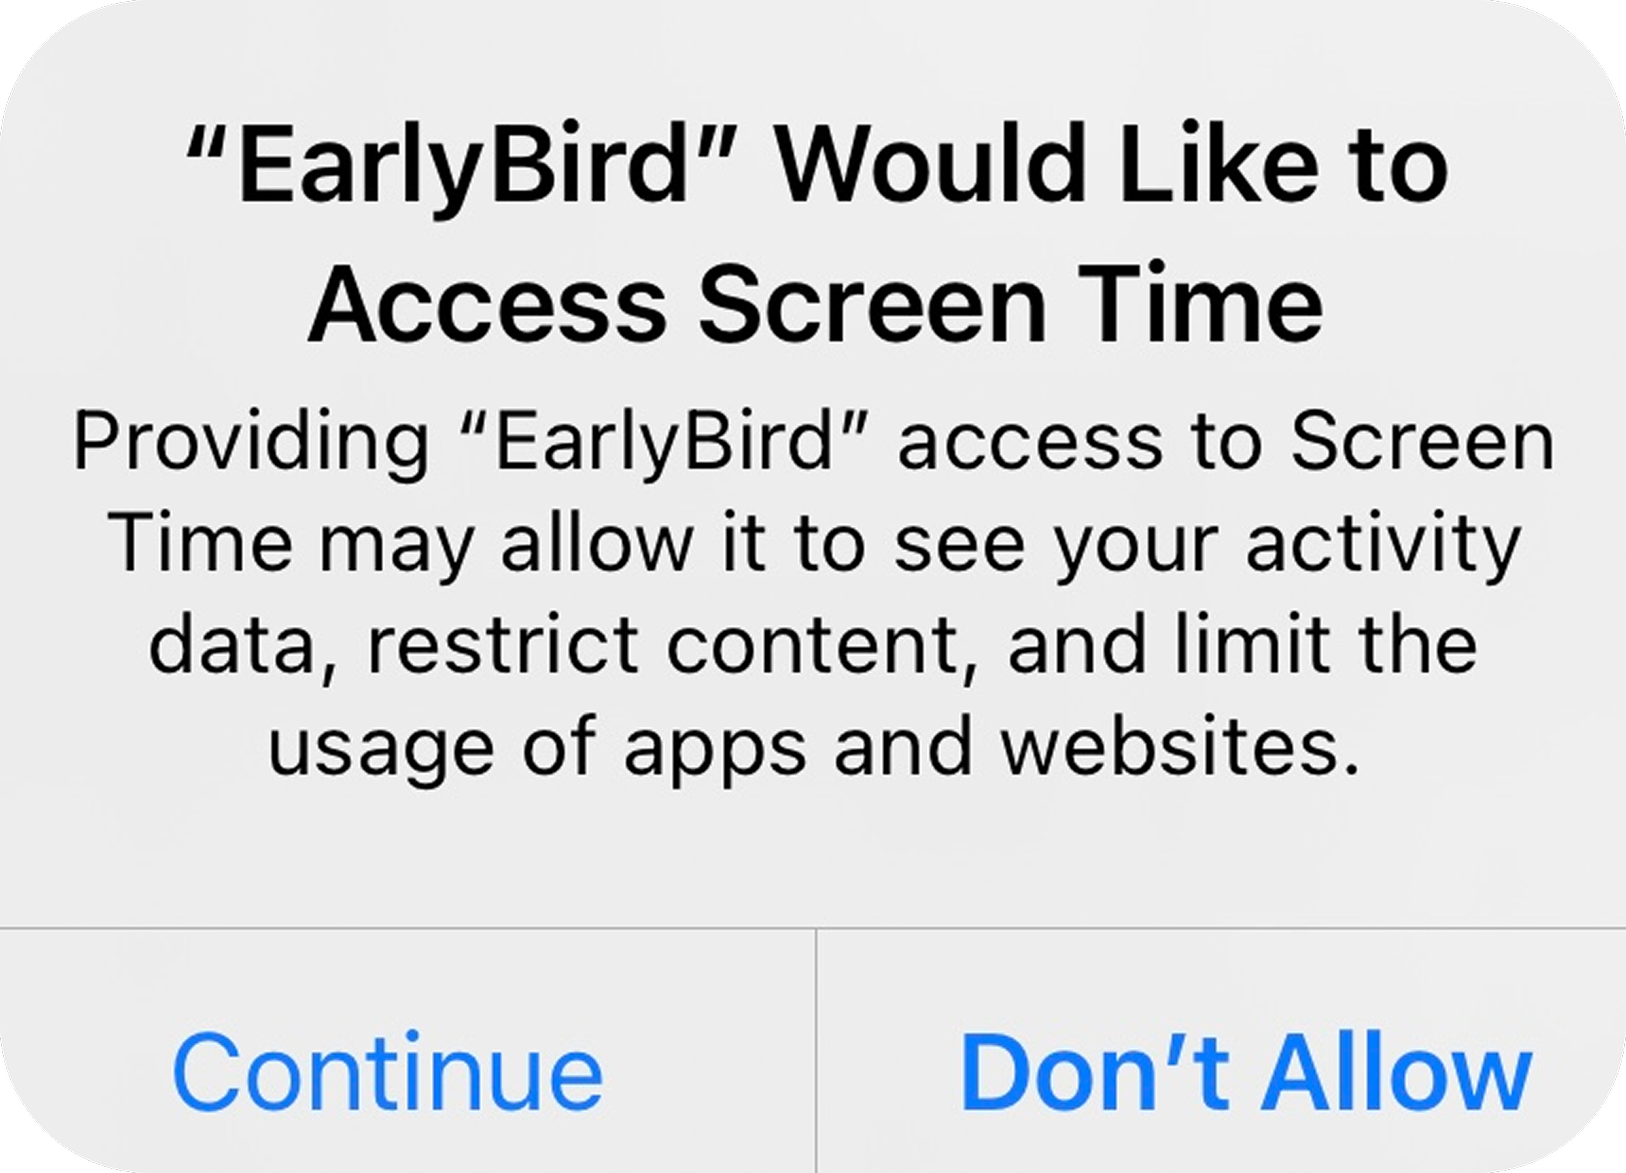 “EarlyBird” Would Like to
Access Screen Time
Providing “EarlyBird” access to Screen
Time may allow it to see your activity
data, restrict content, and limit the
usage of apps and websites.
Continue
Don’t Allow